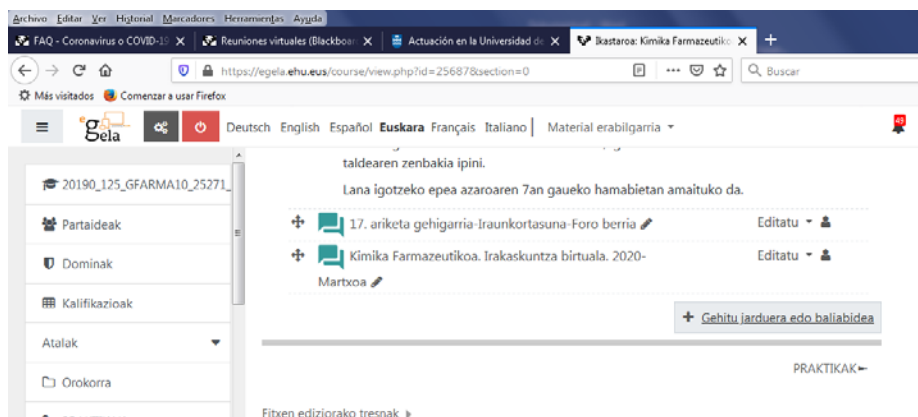 Archivo Editar Ver Historial Marcadores Herramientas Ayuda
FAQ - Coronavirus o COVID-19 Reuniones virtuales (Blackboar Actuación en la Universidad de Ikastaroa: Kimika Farmazeutiko
https://egela.ehu.eus/course/view.php?id=25687&section=0 Buscar
Más visitados Comenzar a usar Firefox
eGela Deutsch English Español Euskara Français Italiano Material erabilgarria 49
taldearen zenbakia ipini.
20190_125_GFARMA10_25271_
Lana igotzeko epea azaroaren 7an gaueko hamabietan amaituko da.
Partaideak
17. ariketa gehigarria-Iraunkortasuna-Foro berria Editatu
Dominak
Kimika Farmazeutikoa. Irakaskuntza birtuala. 2020- Editatu
Martxoa
Kalifikazioak
+ Gehitu jarduera edo baliabidea
Atalak
PRAKTIKAK
Orokorra
Fitxen ediziorako tresnak